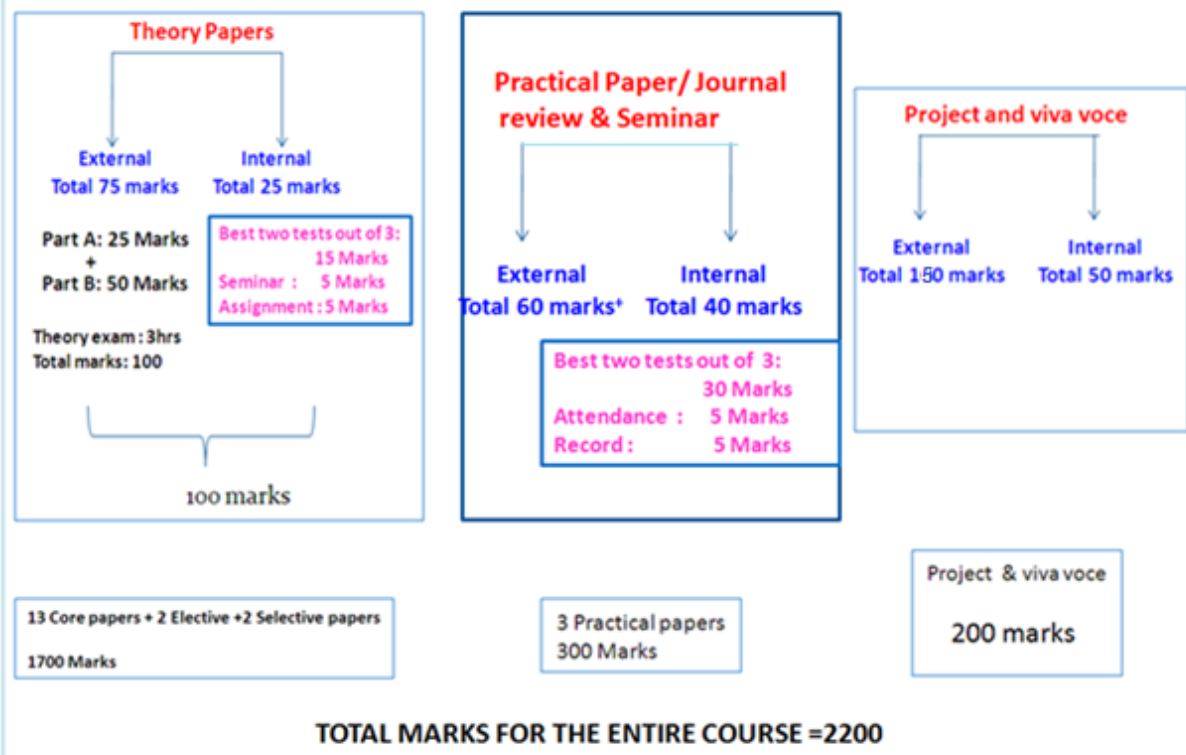 Theory Papers
External
Total 75 marks
Internal
Total 25 marks
Part A: 25 Marks
+
Part B: 50 Marks
Best two tests out of 3:
15 Marks
Seminar : 5 Marks
Assignment : 5 Marks
Theory exam : 3hrs
Total marks: 100
100 marks
Practical Paper/ Journal
review & Seminar
External
Total 60 marks+
Internal
Total 40 marks
Best two tests out of 3:
30 Marks
Attendance : 5 Marks
Record : 5 Marks
Project and viva voce
External
Total 150 marks
Internal
Total 50 marks
13 Core papers + 2 Elective +2 Selective papers
1700 Marks
3 Practical papers
300 Marks
Project & viva voce
200 marks
TOTAL MARKS FOR THE ENTIRE COURSE =2200